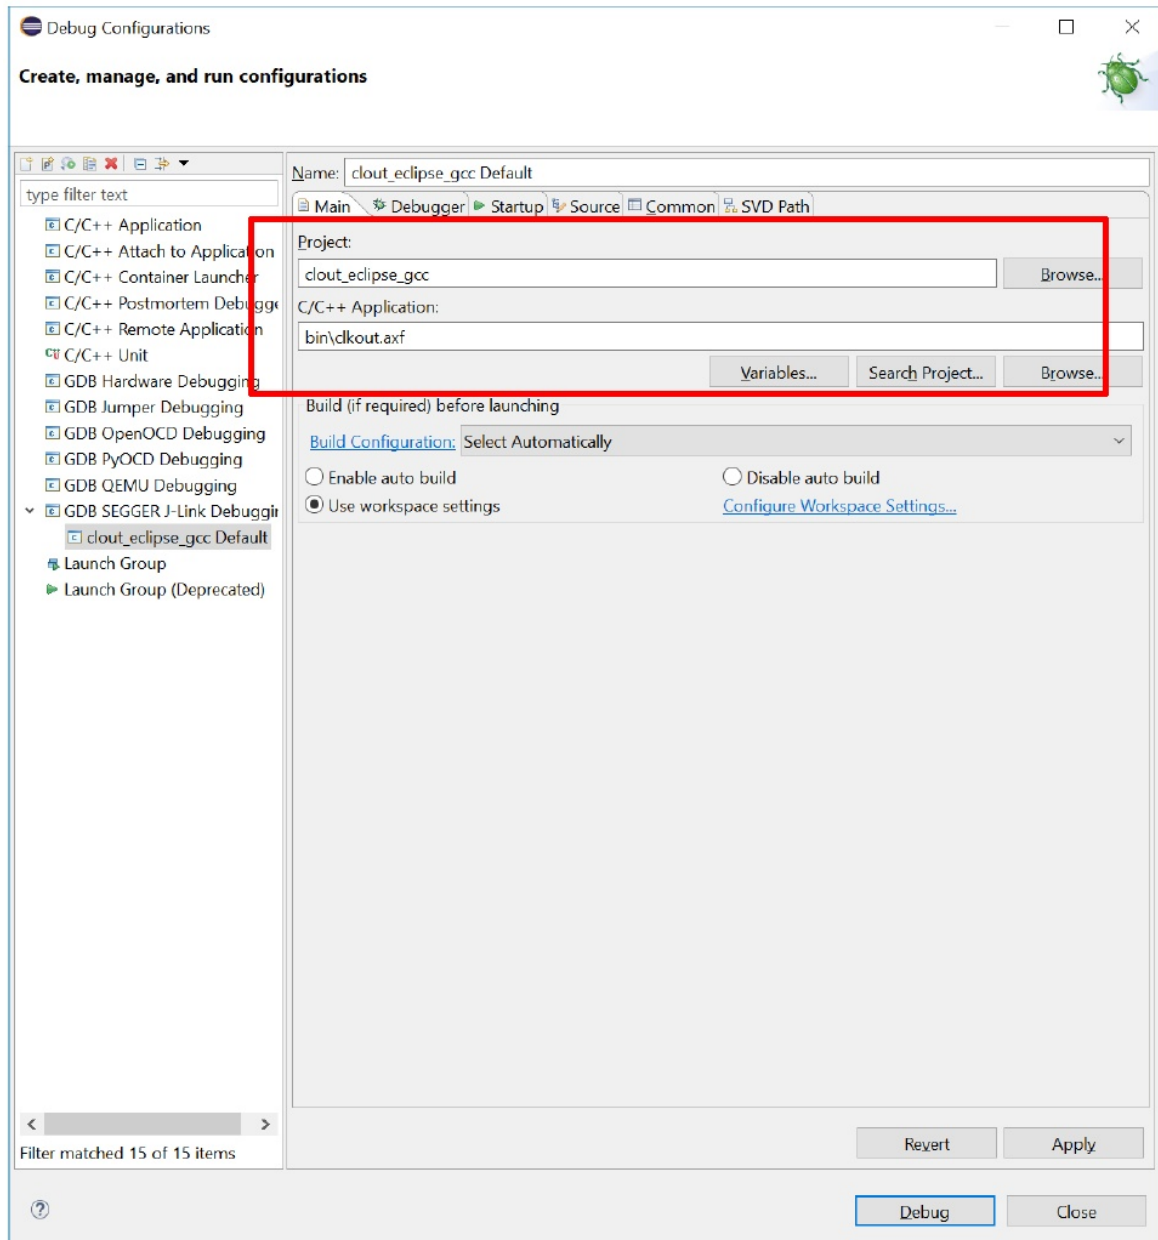 Debug Configurations
Create, manage, and run configurations
type filter text
C/C++ Application
C/C++ Attach to Application
C/C++ Container Launcher
C/C++ Postmortem Debugge
C/C++ Remote Application
C/C++ Unit
GDB Hardware Debugging
GDB Jumper Debugging
GDB OpenOCD Debugging
GDB PyOCD Debugging
GDB QEMU Debugging
GDB SEGGER J-Link Debuggin
clout_eclipse_gcc Default
Launch Group
Launch Group (Deprecated)
Filter matched 15 of 15 items
Name: clout_eclipse_gcc Default
Main Debugger Startup Source Common SVD Path
Project:
clout_eclipse_gcc Browse...
C/C++ Application:
bin\clkout.axf
Variables... Search Project... Browse...
Build (if required) before launching
Build Configuration: Select Automatically
Enable auto build Disable auto build
Use workspace settings Configure Workspace Settings...
Revert Apply
Debug Close